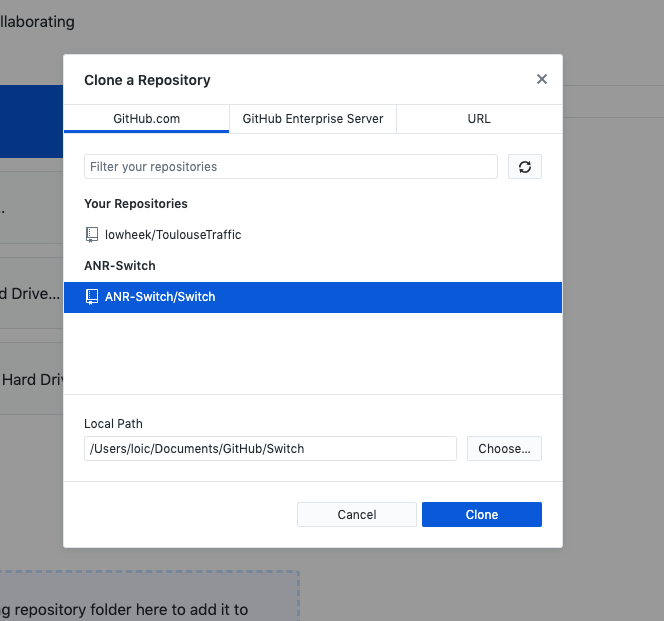 llaborating
Clone a Repository
GitHub.com
GitHub Enterprise Server
URL
Filter your repositories
Your Repositories
lowheek/ToulouseTraffic
ANR-Switch
ANR-Switch/Switch
d Drive...
Hard Driv
Local Path
/Users/loic/Documents/GitHub/Switch
Choose...
Cancel
Clone
g repository folder here to add it to